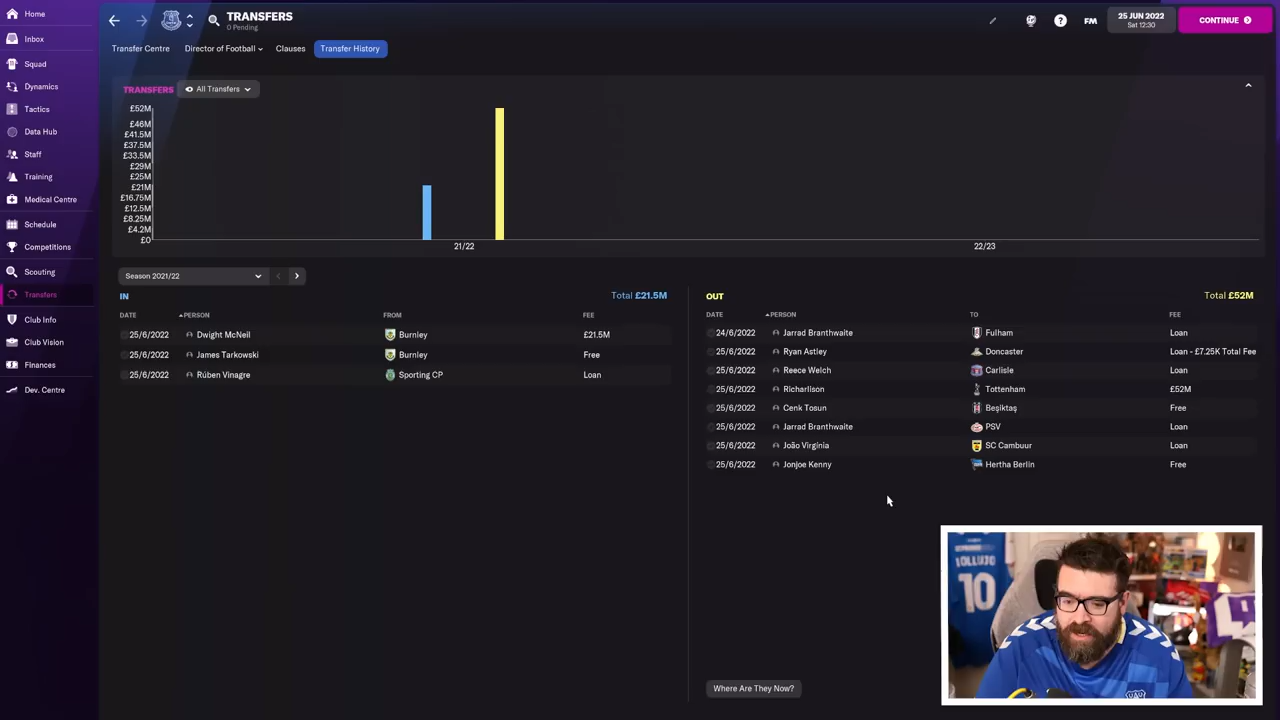 Home
Inbox
Squad
Dynamics
Tactics
Data Hub
Staff
Training
Medical Centre
Schedule
Competitions
Scouting
Transfers
Club Info
Club Vision
Finances
Dev. Centre
TRANSFERS
0 Pending
FM
25 JUN 2022
Sat 12:30
CONTINUE
Transfer Centre
Director of Football
Clauses
Transfer History
TRANSFERS
All Transfers
£52M
£46M
£41.5M
£37.5M
£33.5M
£29M
£25M
£21M
£16.75M
£12.5M
£8.25M
£4.2M
£0
21/22
22/23
Season 2021/22
IN
Total £21.5M
DATE PERSON FROM FEE
25/6/2022 Dwight McNeil Burnley £21.5M
25/6/2022 James Tarkowski Burnley Free
25/6/2022 Rúben Vinagre Sporting CP Loan
OUT
Total £52M
DATE PERSON TO FEE
24/6/2022 Jarrad Branthwaite Fulham Loan
25/6/2022 Ryan Astley Doncaster Loan - £7.25K Total Fee
25/6/2022 Reece Welch Carlisle Loan
25/6/2022 Richarlison Tottenham £52M
25/6/2022 Cenk Tosun Beşiktaş Free
25/6/2022 Jarrad Branthwaite PSV Loan
25/6/2022 João Virgínia SC Cambuur Loan
25/6/2022 Jonjoe Kenny Hertha Berlin Free
Where Are They Now?
LOLLUJO
10